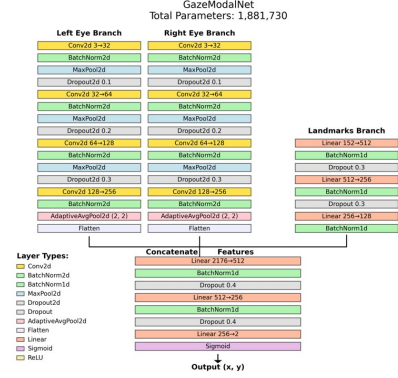 GazeModalNet
Total Parameters: 1,881,730
Left Eye Branch
Conv2d 3→32
BatchNorm2d
MaxPool2d
Dropout2d 0.1
Conv2d 32→64
BatchNorm2d
MaxPool2d
Dropout2d 0.2
Conv2d 64→128
BatchNorm2d
MaxPool2d
Dropout2d 0.3
Conv2d 128→256
BatchNorm2d
AdaptiveAvgPool2d (2, 2)
Flatten
Right Eye Branch
Conv2d 3→32
BatchNorm2d
MaxPool2d
Dropout2d 0.1
Conv2d 32→64
BatchNorm2d
MaxPool2d
Dropout2d 0.2
Conv2d 64→128
BatchNorm2d
MaxPool2d
Dropout2d 0.3
Conv2d 128→256
BatchNorm2d
AdaptiveAvgPool2d (2, 2)
Flatten
Landmarks Branch
Linear 152→512
BatchNorm1d
Dropout 0.3
Linear 512→256
BatchNorm1d
Dropout 0.3
Linear 256→128
BatchNorm1d
Concatenate Features
Linear 2176→512
BatchNorm1d
Dropout 0.4
Linear 512→256
BatchNorm1d
Dropout 0.4
Linear 256→2
Sigmoid
Output (x, y)
Layer Types:
Conv2d
BatchNorm2d
BatchNorm1d
MaxPool2d
Dropout2d
Dropout
AdaptiveAvgPool2d
Flatten
Linear
Sigmoid
ReLU